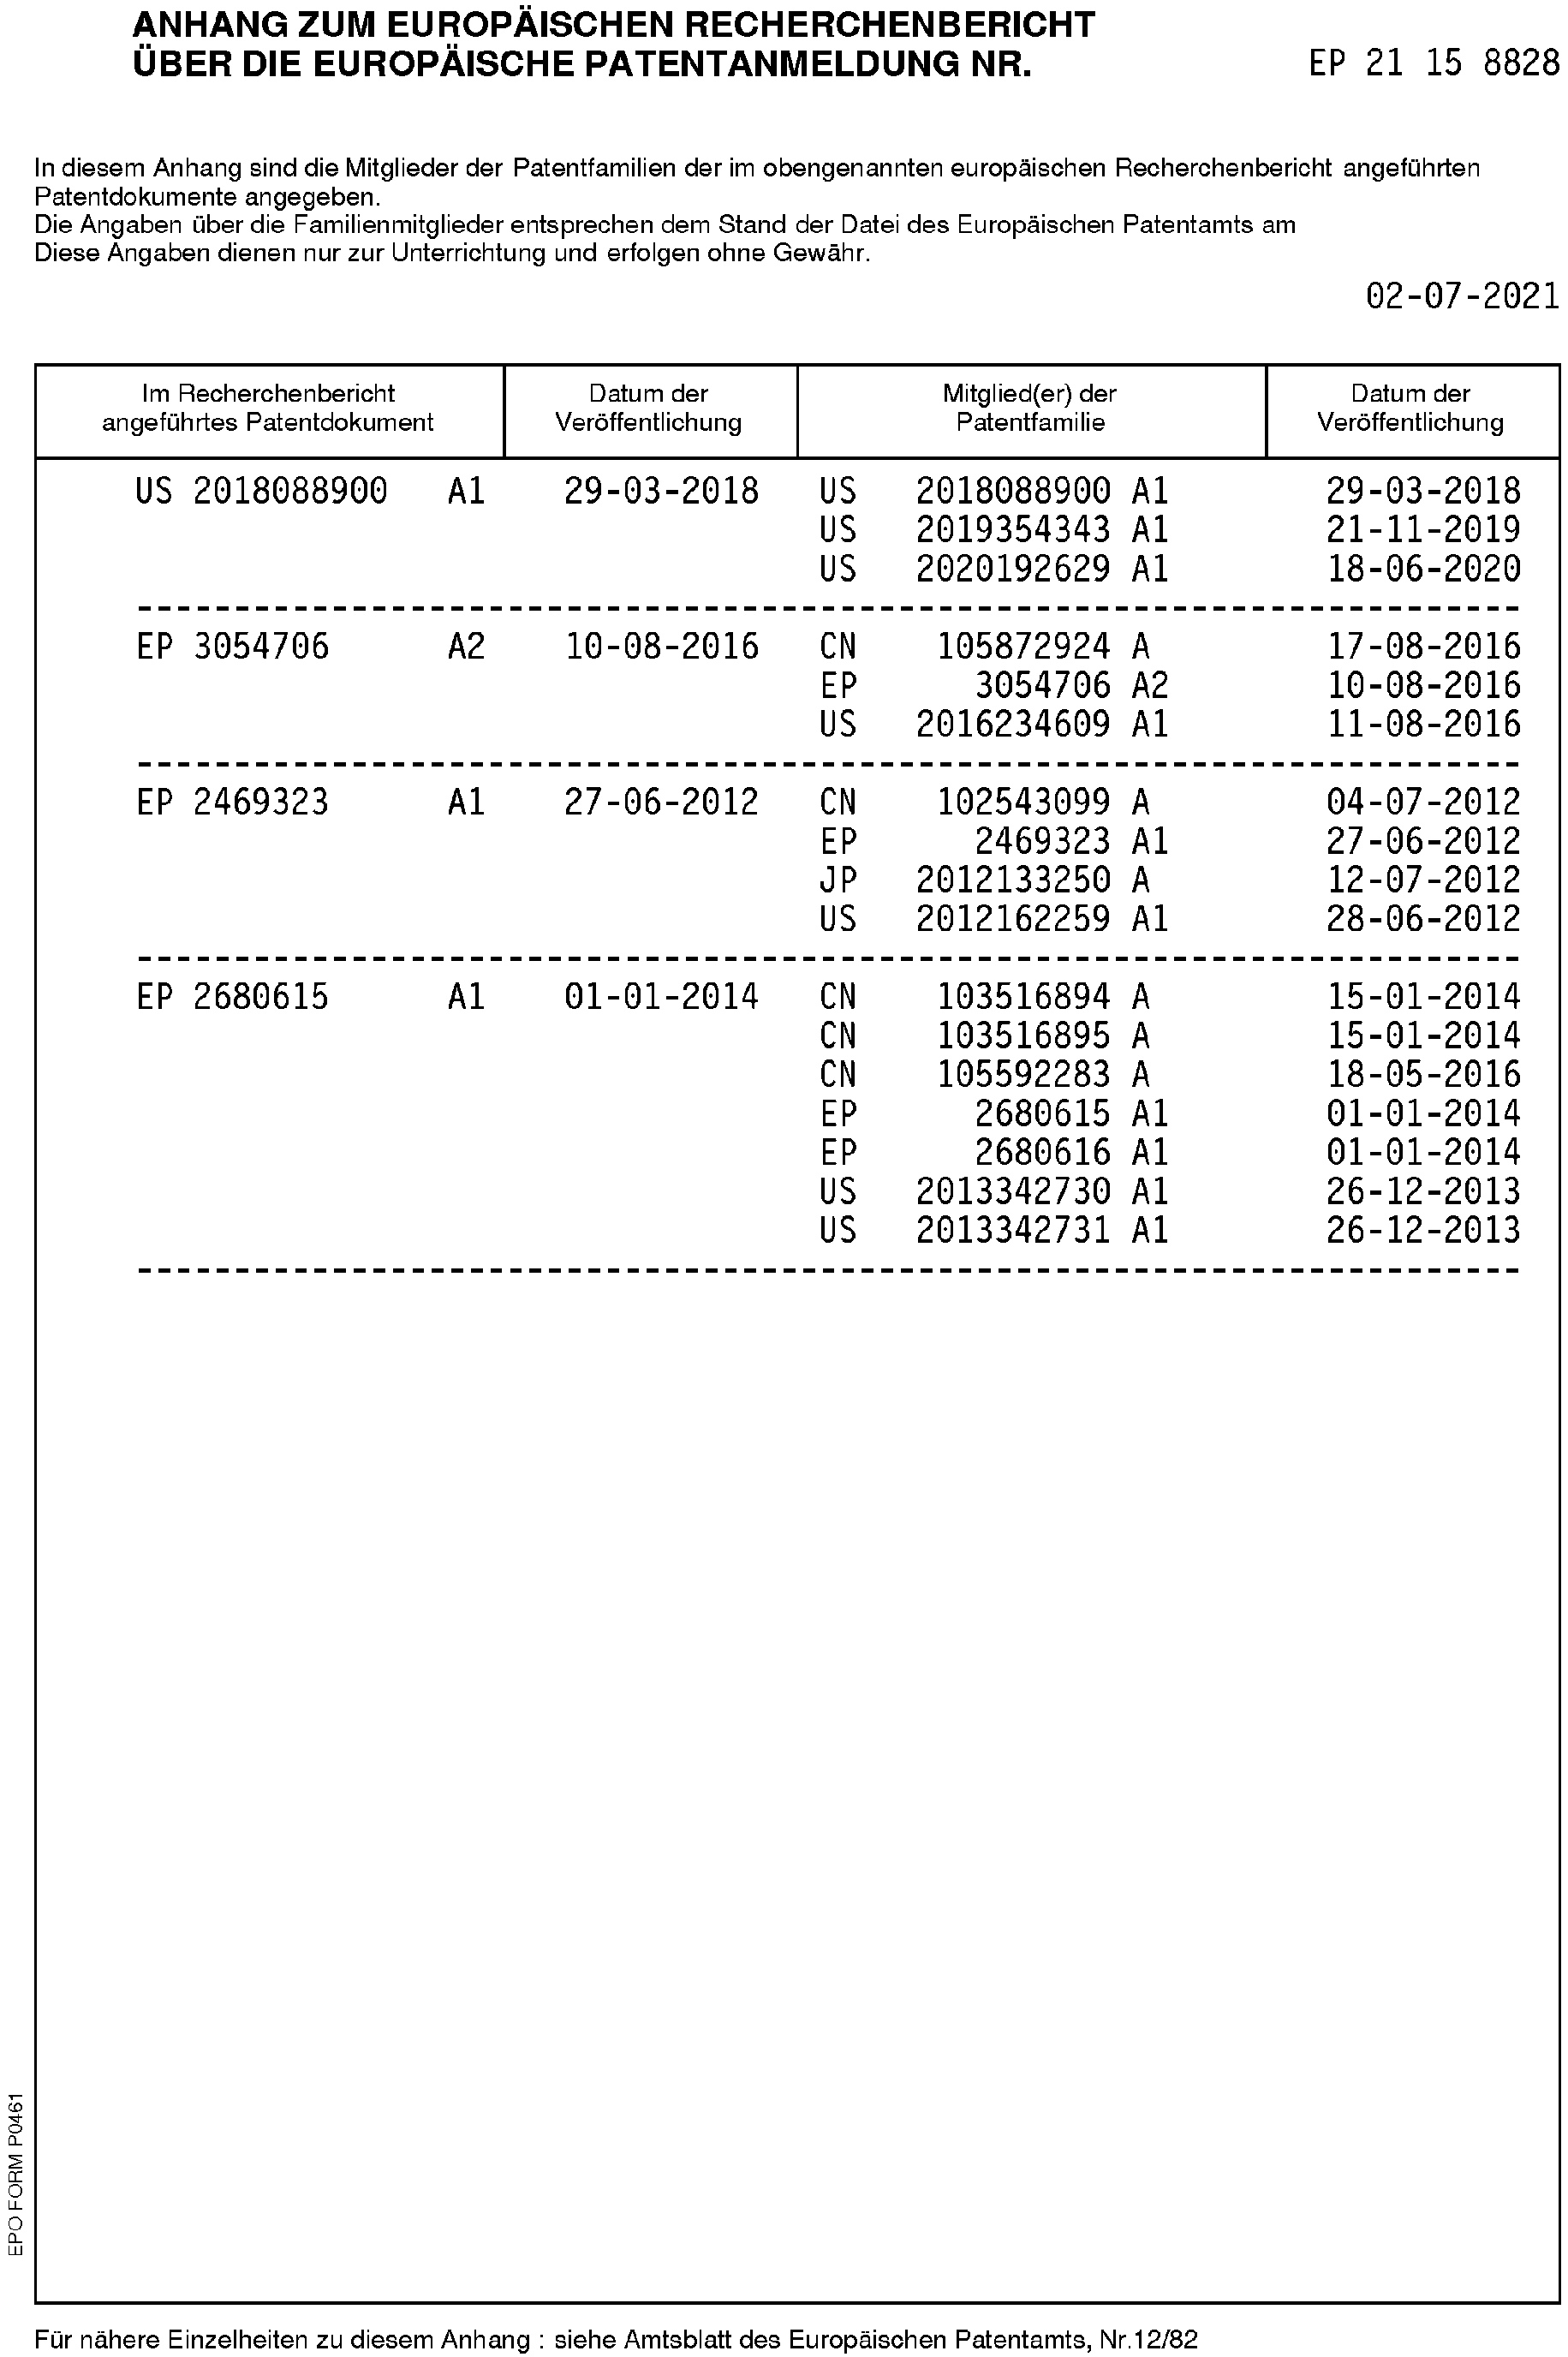 ANHANG ZUM EUROPÄISCHEN RECHERCHENBERICHT
ÜBER DIE EUROPÄISCHE PATENTANMELDUNG NR. EP 21 15 8828
In diesem Anhang sind die Mitglieder der Patentfamilien der im obengenannten europäischen Recherchenbericht angeführten
Patentdokumente angegeben.
Die Angaben über die Familienmitglieder entsprechen dem Stand der Datei des Europäischen Patentamts am
Diese Angaben dienen nur zur Unterrichtung und erfolgen ohne Gewähr.
02-07-2021
Im Recherchenbericht Datum der Mitglied(er) der Datum der
angeführtes Patentdokument Veröffentlichung Patentfamilie Veröffentlichung
US 2018088900 A1 29-03-2018 US 2018088900 A1 29-03-2018
US 2019354343 A1 21-11-2019
US 2020192629 A1 18-06-2020
EP 3054706 A2 10-08-2016 CN 105872924 A 17-08-2016
EP 3054706 A2 10-08-2016
US 2016234609 A1 11-08-2016
EP 2469323 A1 27-06-2012 CN 102543099 A 04-07-2012
EP 2469323 A1 27-06-2012
JP 2012133250 A 12-07-2012
US 2012162259 A1 28-06-2012
EP 2680615 A1 01-01-2014 CN 103516894 A 15-01-2014
CN 103516895 A 15-01-2014
CN 105592283 A 18-05-2016
EP 2680615 A1 01-01-2014
EP 2680616 A1 01-01-2014
US 2013342730 A1 26-12-2013
US 2013342731 A1 26-12-2013
EPO FORM P0461
Für nähere Einzelheiten zu diesem Anhang : siehe Amtsblatt des Europäischen Patentamts, Nr.12/82